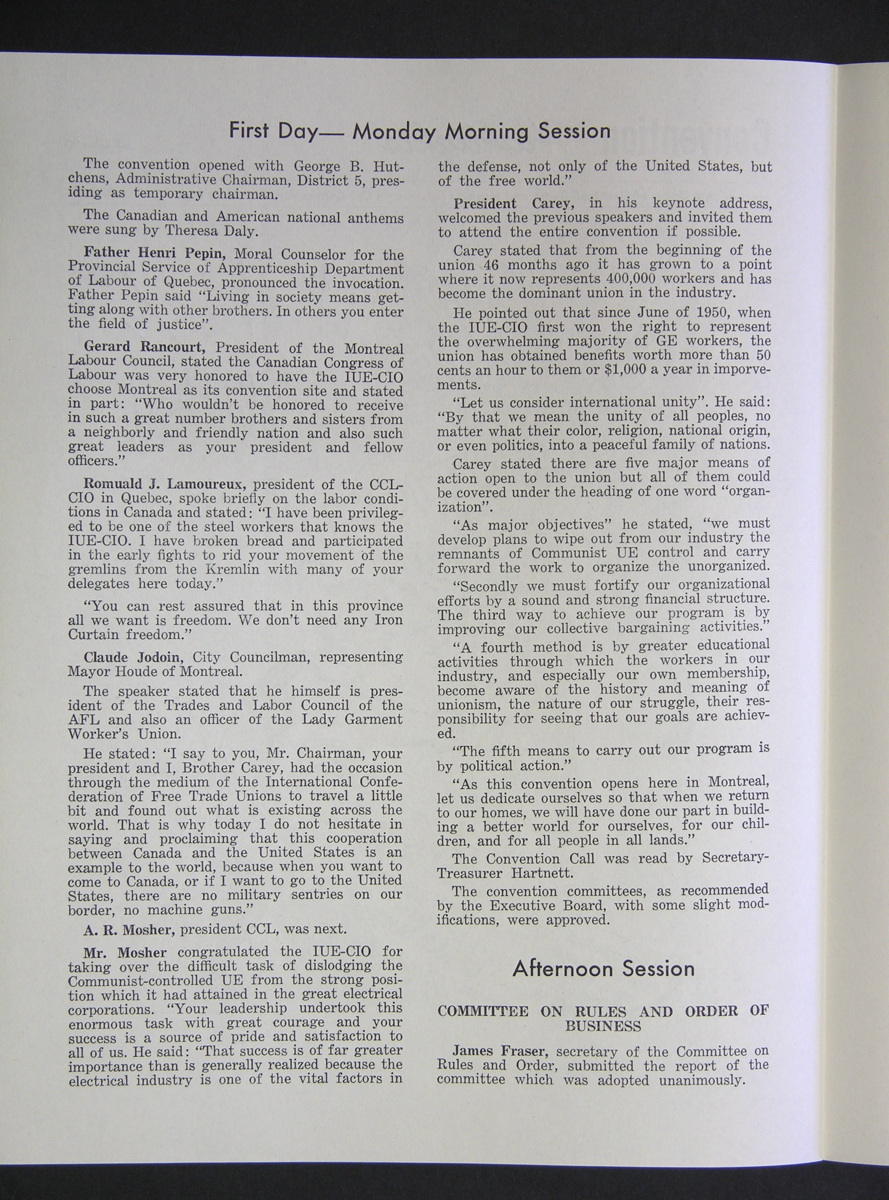 First Day— Monday Morning Session
The convention opened with George B. Hut-
chens, Administrative Chairman, District 5, pres-
iding as temporary chairman.
The Canadian and American national anthems
were sung by Theresa Daly.
Father Henri Pepin, Moral Counselor for the
Provincial Service of Apprenticeship Department
of Labour of Quebec, pronounced the invocation.
Father Pepin said “Living in society means get-
ting along with other brothers. In others you enter
the field of justice”.
Gerard Rancourt, President of the Montreal
Labour Council, stated the Canadian Congress of
Labour was very honored to have the IUE-CIO
choose Montreal as its convention site and stated
in part: “Who wouldn’t be honored to receive
in such a great number brothers and sisters from
a neighborly and friendly nation and also such
great leaders as your president and fellow
officers.”
Romuald J. Lamoureux, president of the CCL-
CIO in Quebec, spoke briefly on the labor condi-
tions in Canada and stated: “I have been privileg-
ed to be one of the steel workers that knows the
IUE-CIO. I have broken bread and participated
in the early fights to rid your movement of the
gremlins from the Kremlin with many of your
delegates here today.”
“You can rest assured that in this province
all we want is freedom. We don’t need any Iron
Curtain freedom.”
Claude Jodoin, City Councilman, representing
Mayor Houde of Montreal.
The speaker stated that he himself is pres-
ident of the Trades and Labor Council of the
AFL and also an officer of the Lady Garment
Worker’s Union.
He stated: “I say to you, Mr. Chairman, your
president and I, Brother Carey, had the occasion
through the medium of the International Confe-
deration of Free Trade Unions to travel a little
bit and found out what is existing across the
world. That is why today I do not hesitate in
saying and proclaiming that this cooperation
between Canada and the United States is an
example to the world, because when you want to
come to Canada, or if I want to go to the United
States, there are no military sentries on our
border, no machine guns.”
A. R. Mosher, president CCL, was next.
Mr. Mosher congratulated the IUE-CIO for
taking over the difficult task of dislodging the
Communist-controlled UE from the strong posi-
tion which it had attained in the great electrical
corporations. “Your leadership undertook this
enormous task with great courage and your
success is a source of pride and satisfaction to
all of us. He said: “That success is of far greater
importance than is generally realized because the
electrical industry is one of the vital factors in
the defense, not only of the United States, but
of the free world.”
President Carey, in his keynote address,
welcomed the previous speakers and invited them
to attend the entire convention if possible.
Carey stated that from the beginning of the
union 46 months ago it has grown to a point
where it now represents 400,000 workers and has
become the dominant union in the industry.
He pointed out that since June of 1950, when
the IUE-CIO first won the right to represent
the overwhelming majority of GE workers, the
union has obtained benefits worth more than 50
cents an hour to them or $1,000 a year in imporve-
ments.
“Let us consider international unity”. He said:
“By that we mean the unity of all peoples, no
matter what their color, religion, national origin,
or even politics, into a peaceful family of nations.
Carey stated there are five major means of
action open to the union but all of them could
be covered under the heading of one word “organ-
ization”.
“As major objectives” he stated, “we must
develop plans to wipe out from our industry the
remnants of Communist UE control and carry
forward the work to organize the unorganized.
“Secondly we must fortify our organizational
efforts by a sound and strong financial structure.
The third way to achieve our program is by
improving our collective bargaining activities.”
“A fourth method is by greater educational
activities through which the workers in our
industry, and especially our own membership,
become aware of the history and meaning of
unionism, the nature of our struggle, their res-
ponsibility for seeing that our goals are achiev-
ed.
“The fifth means to carry out our program is
by political action.”
“As this convention opens here in Montreal,
let us dedicate ourselves so that when we return
to our homes, we will have done our part in build-
ing a better world for ourselves, for our chil-
dren, and for all people in all lands.”
The Convention Call was read by Secretary-
Treasurer Hartnett.
The convention committees, as recommended
by the Executive Board, with some slight mod-
ifications, were approved.
Afternoon Session
COMMITTEE ON RULES AND ORDER OF
BUSINESS
James Fraser, secretary of the Committee on
Rules and Order, submitted the report of the
committee which was adopted unanimously.